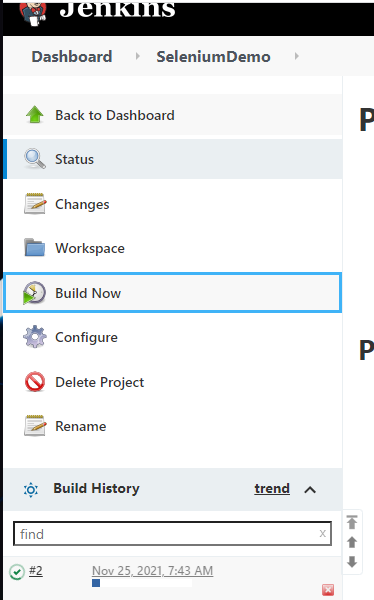 Jenkins
Dashboard SeleniumDemo
Back to Dashboard
P
Status
Changes
Workspace
Build Now
Configure
P
Delete Project
Rename
Build History trend
find x
#2 Nov 25, 2021, 7:43 AM